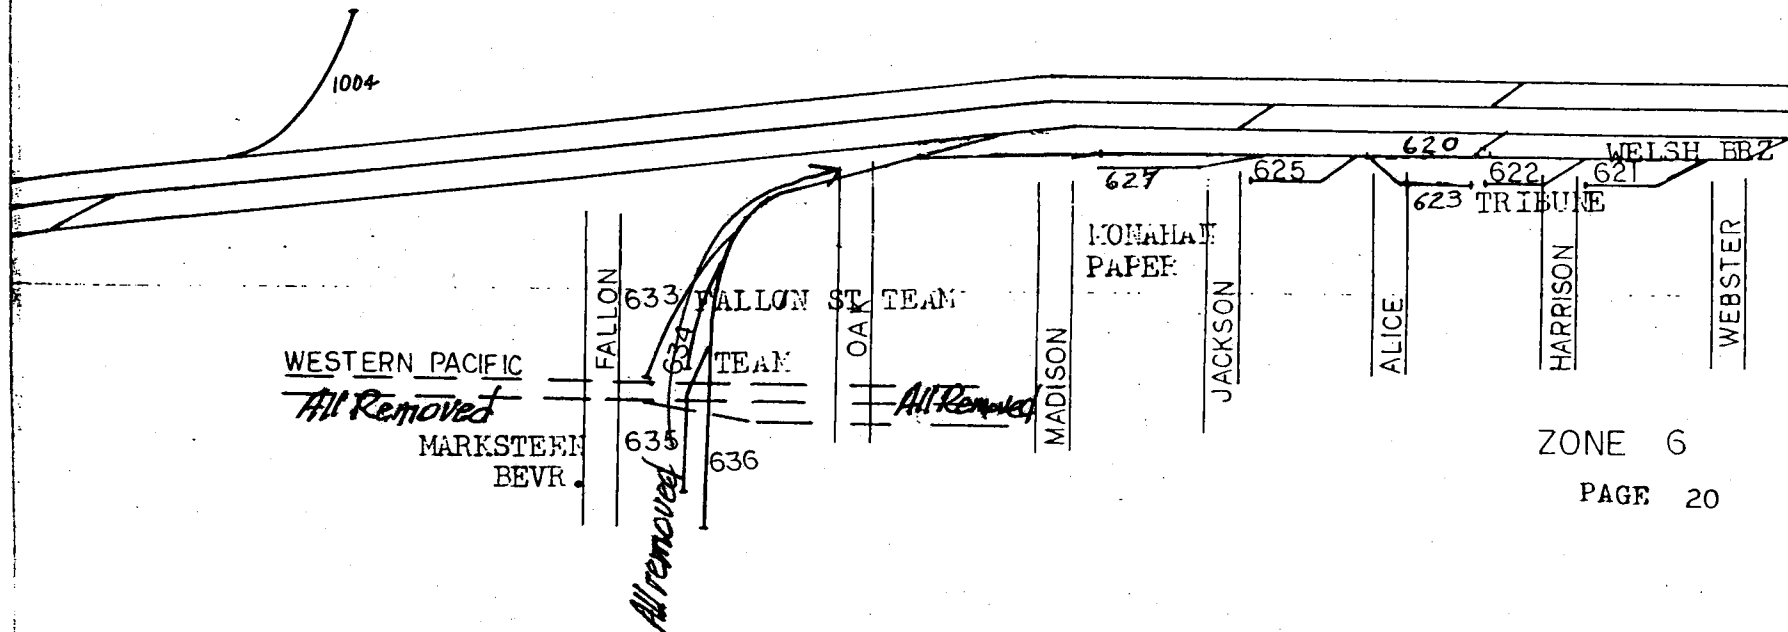 1004
620
WELSH BRZ
627
625
623
622
621
TRIBUNE
MONAHAN
PAPER
FALLON
633
FALLON ST TEAM
634
TEAM
OAK
MADISON
JACKSON
ALICE
HARRISON
WEBSTER
WESTERN PACIFIC
All Removed
All Removed
MARKSTEEN
BEVR.
635
636
All removed
ZONE 6
PAGE 20